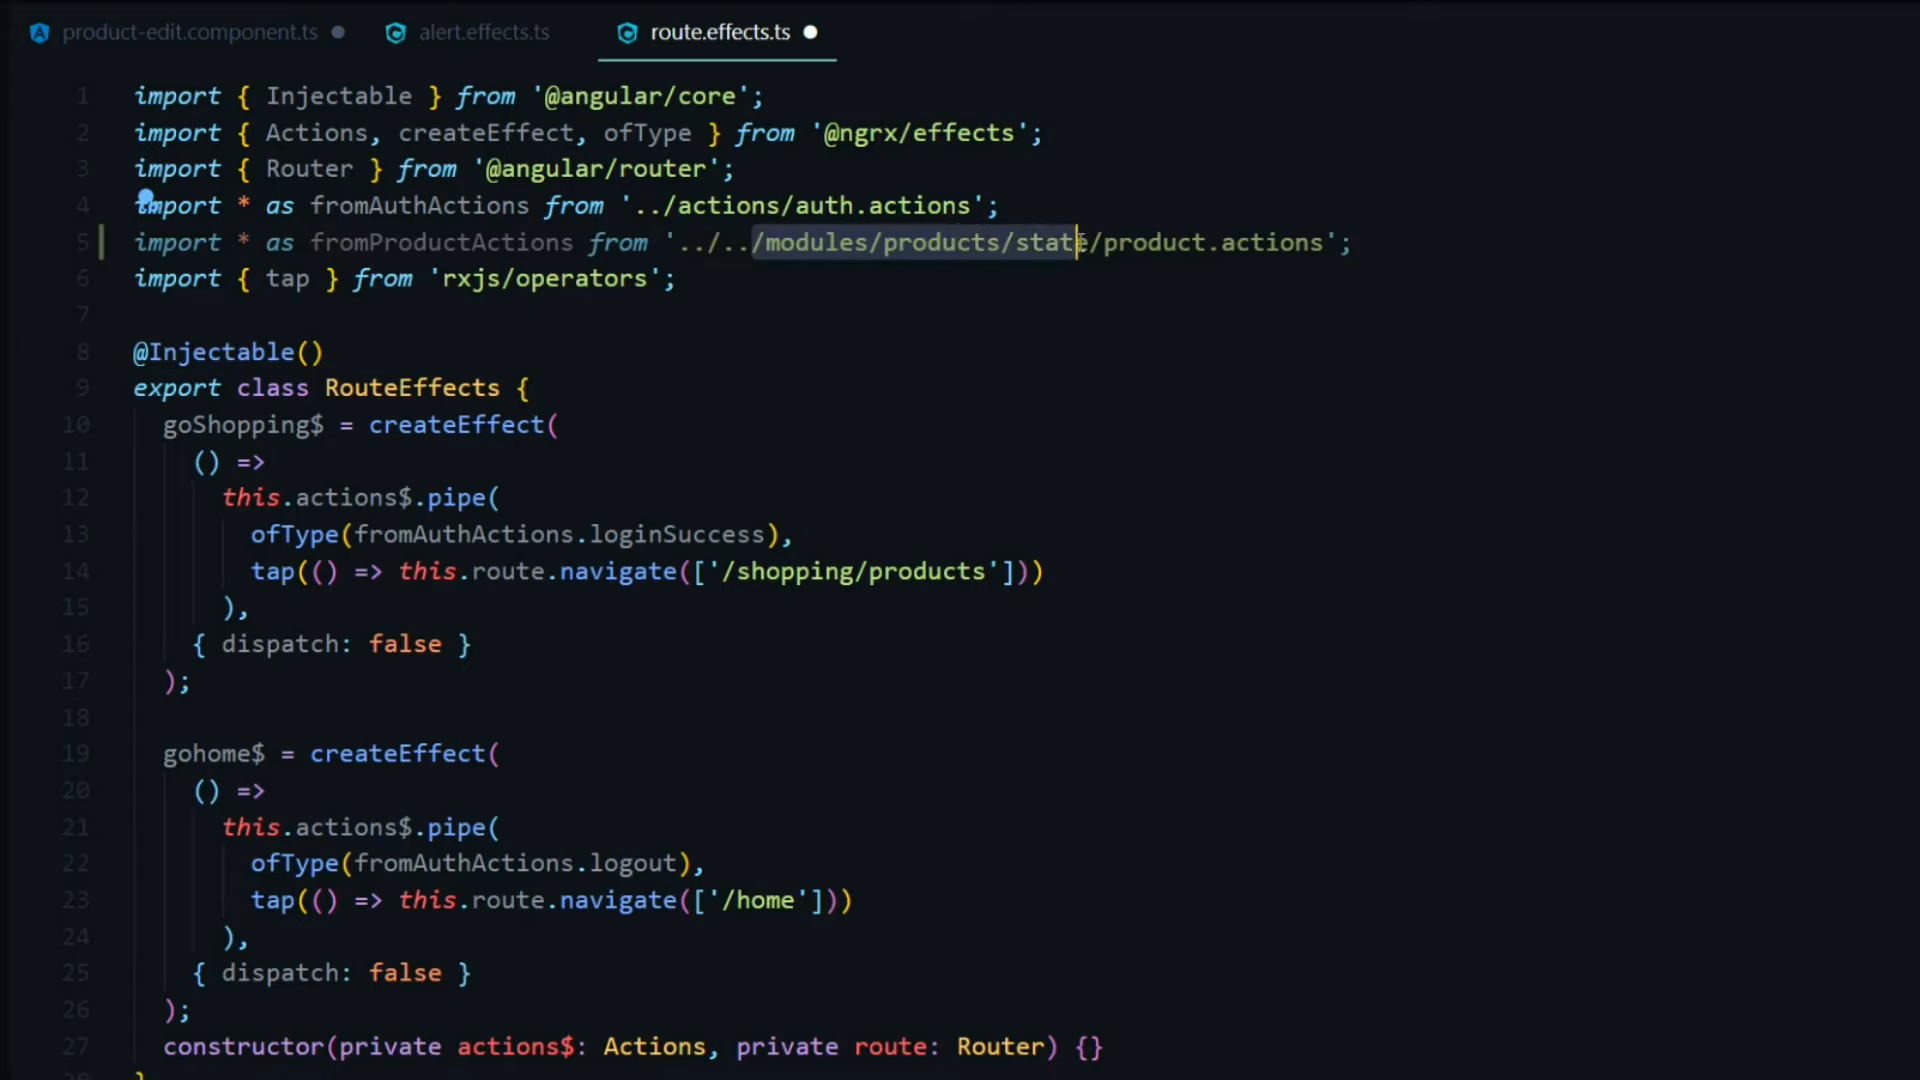 product-edit.component.ts alert.effects.ts route.effects.ts
1 import { Injectable } from '@angular/core';
2 import { Actions, createEffect, ofType } from '@ngrx/effects';
3 import { Router } from '@angular/router';
4 import * as fromAuthActions from '../actions/auth.actions';
5 import * as fromProductActions from '../../modules/products/state/product.actions';
6 import { tap } from 'rxjs/operators';
7
8 @Injectable()
9 export class RouteEffects {
10 goShopping$ = createEffect(
11 () =>
12 this.actions$.pipe(
13 ofType(fromAuthActions.loginSuccess),
14 tap(() => this.route.navigate(['/shopping/products']))
15 ),
16 { dispatch: false }
17 );
18
19 gohome$ = createEffect(
20 () =>
21 this.actions$.pipe(
22 ofType(fromAuthActions.logout),
23 tap(() => this.route.navigate(['/home']))
24 ),
25 { dispatch: false }
26 );
27 constructor(private actions$: Actions, private route: Router) {}
28 }